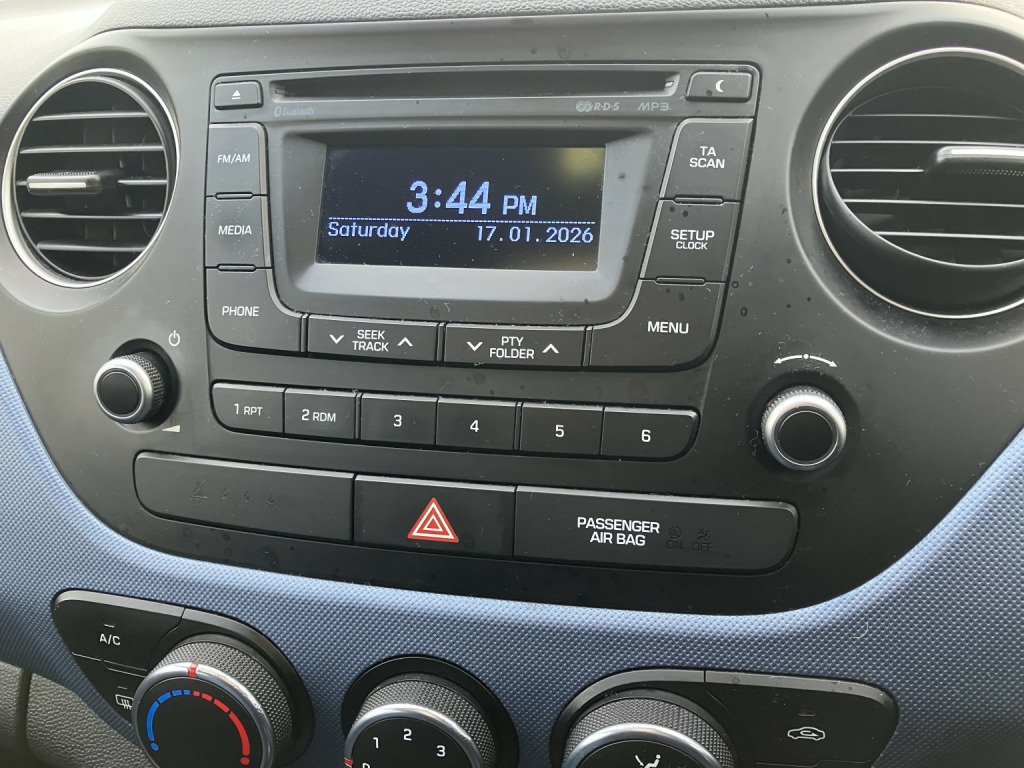 Bluetooth
R·D·S MP3
FM/AM
TA
SCAN
3:44 PM
Saturday 17.01.2026
MEDIA
SETUP
CLOCK
PHONE
SEEK
TRACK
PTY
FOLDER
MENU
1 RPT
2 RDM
3
4
5
6
PASSENGER
AIR BAG
ON OFF
A/C
1
2
3